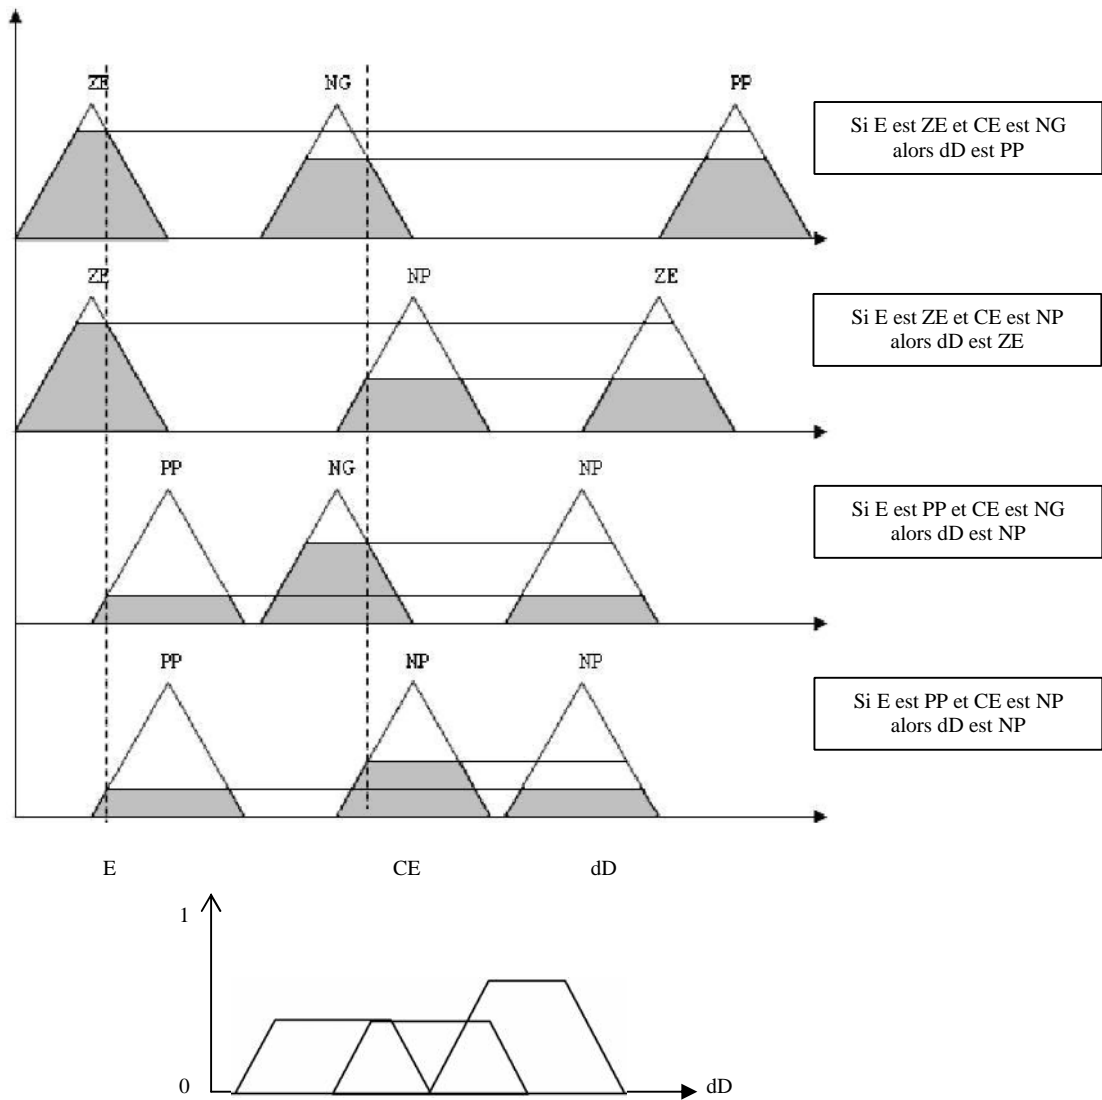 ZE NG PP
Si E est ZE et CE est NG
alors dD est PP
ZE NP ZE
Si E est ZE et CE est NP
alors dD est ZE
PP NG NP
Si E est PP et CE est NG
alors dD est NP
PP NP NP
Si E est PP et CE est NP
alors dD est NP
E CE dD
1
0 dD